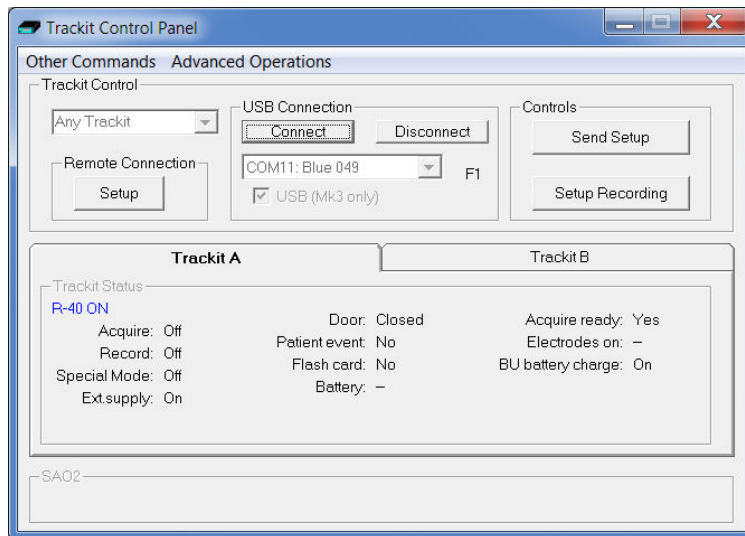 Trackit Control Panel
Other Commands Advanced Operations
Trackit Control
Any Trackit
Remote Connection
Setup
USB Connection
Connect Disconnect
COM11: Blue 049
F1
USB (Mk3 only)
Controls
Send Setup
Setup Recording
Trackit A
Trackit B
Trackit Status
R-40 ON
Acquire: Off
Record: Off
Special Mode: Off
Ext.supply: On
Door: Closed
Patient event: No
Flash card: No
Battery: –
Acquire ready: Yes
Electrodes on: –
BU battery charge: On
SAO2